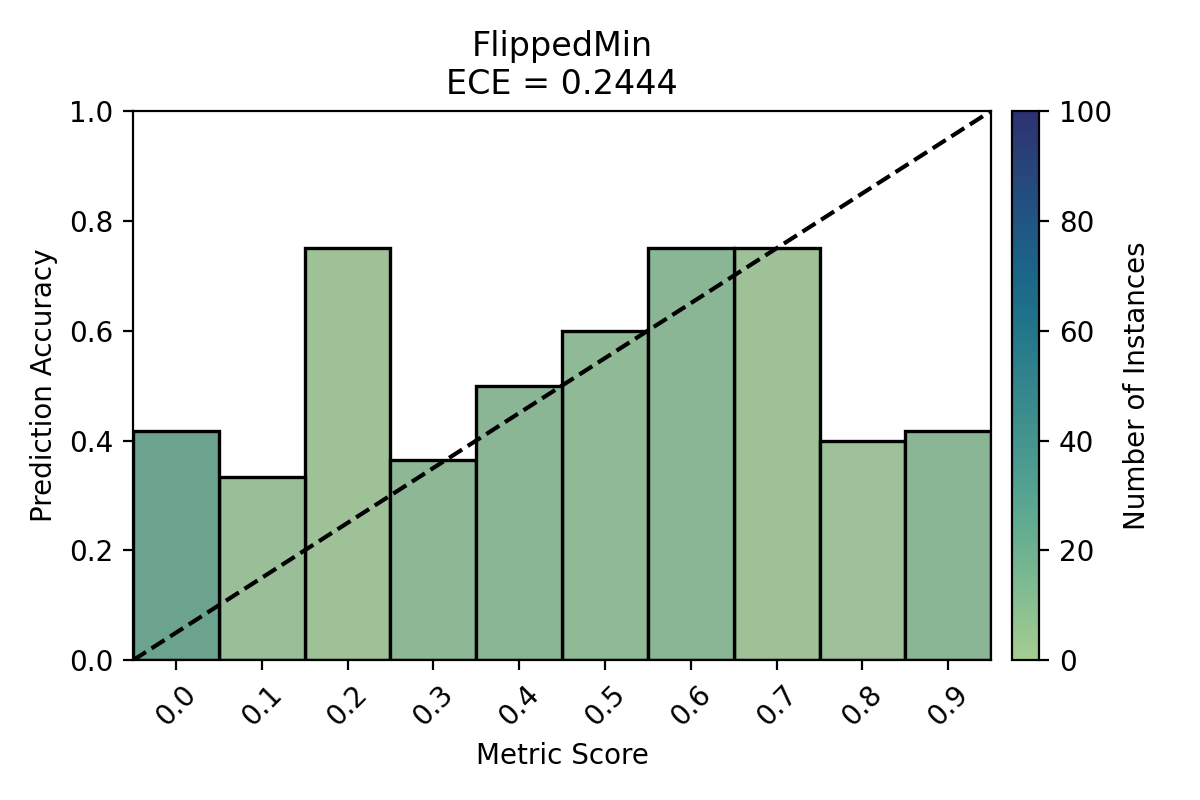 FlippedMin
ECE = 0.2444
1.0
0.8
0.6
0.4
0.2
0.0
Prediction Accuracy
0.0 0.1 0.2 0.3 0.4 0.5 0.6 0.7 0.8 0.9
Metric Score
100
80
60
40
20
0
Number of Instances